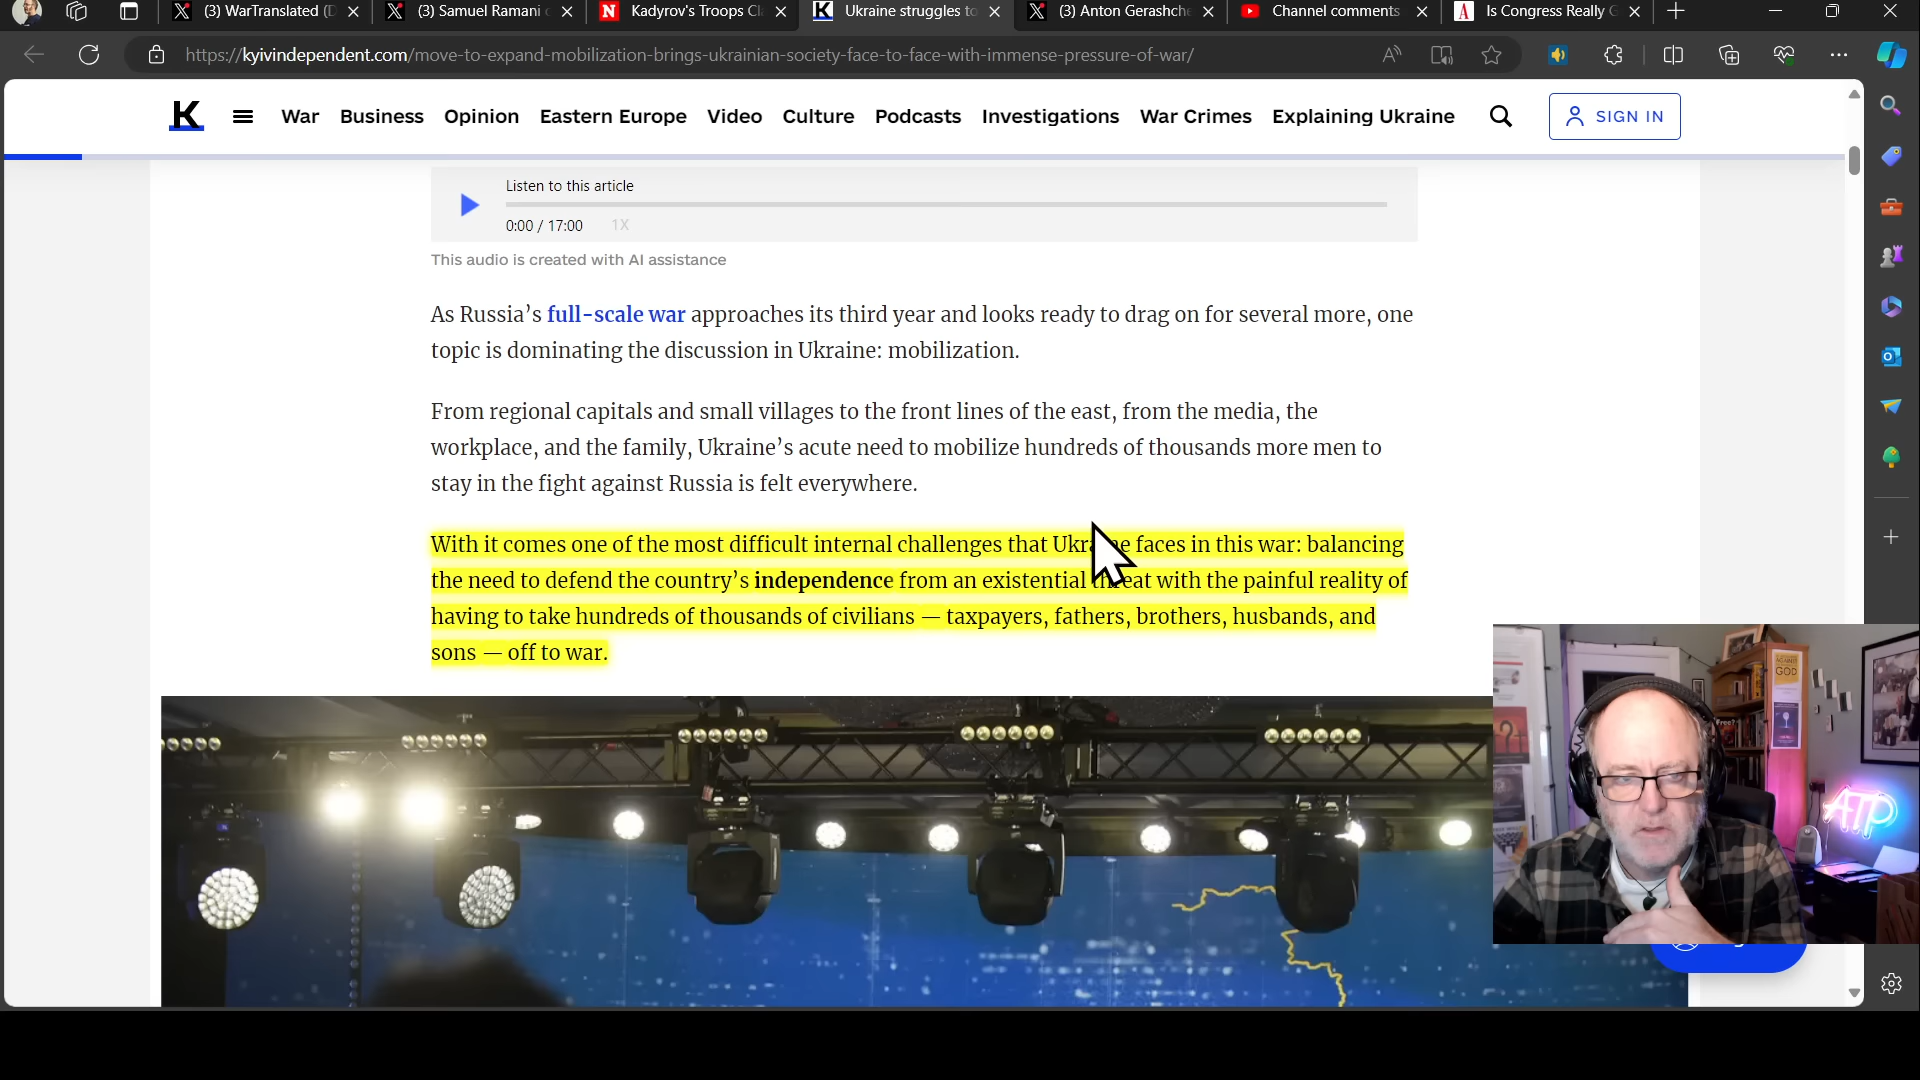 (3) WarTranslated (D
(3) Samuel Ramani
Kadyrov's Troops Cl
Ukraine struggles to
(3) Anton Gerashche
Channel comments
Is Congress Really G
https://kyivindependent.com/move-to-expand-mobilization-brings-ukrainian-society-face-to-face-with-immense-pressure-of-war/
K
War
Business
Opinion
Eastern Europe
Video
Culture
Podcasts
Investigations
War Crimes
Explaining Ukraine
SIGN IN
Listen to this article
0:00 / 17:00
1X
This audio is created with AI assistance
As Russia’s full-scale war approaches its third year and looks ready to drag on for several more, one
topic is dominating the discussion in Ukraine: mobilization.
From regional capitals and small villages to the front lines of the east, from the media, the
workplace, and the family, Ukraine’s acute need to mobilize hundreds of thousands more men to
stay in the fight against Russia is felt everywhere.
With it comes one of the most difficult internal challenges that Ukraine faces in this war: balancing
the need to defend the country’s independence from an existential threat with the painful reality of
having to take hundreds of thousands of civilians — taxpayers, fathers, brothers, husbands, and
sons — off to war.
AGAINST
GOD
Free?
ATP